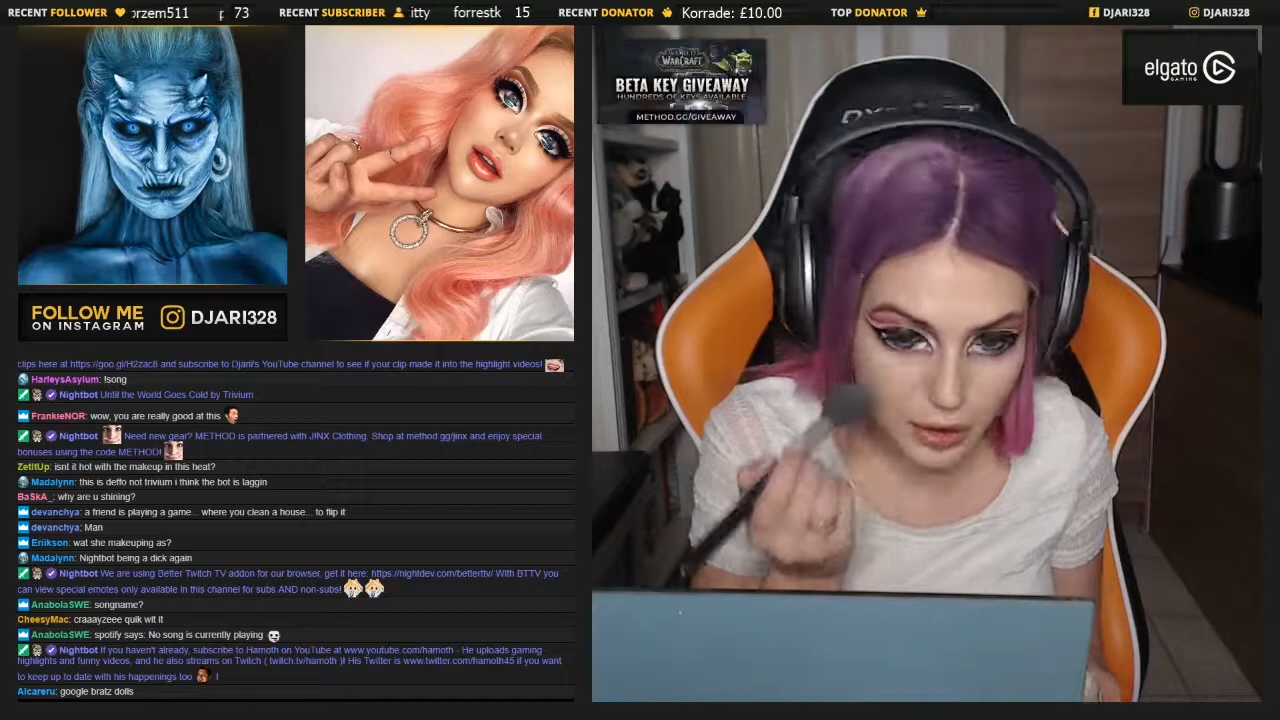 RECENT FOLLOWER orzem511 73 RECENT SUBSCRIBER itty forrestk 15 RECENT DONATOR Korrade: £10.00 TOP DONATOR DJARI328 DJARI328
WORLD
WARCRAFT
BETA KEY GIVEAWAY
HUNDREDS OF KEYS AVAILABLE
METHOD.GG/GIVEAWAY
elgato
GAMING
FOLLOW ME
ON INSTAGRAM DJARI328
clips here at https://goo.gl/H2zac8 and subscribe to Djarii's YouTube channel to see if your clip made it into the highlight videos!
HarleysAsylum: !song
Nightbot Until the World Goes Cold by Trivium
FrankieNOR: wow, you are really good at this
Nightbot Need new gear? METHOD is partnered with JINX Clothing. Shop at method.gg/jinx and enjoy special
bonuses using the code METHOD!
ZetItUp: isnt it hot with the makeup in this heat?
Madalynn: this is deffo not trivium i think the bot is laggin
BaSkA_: why are u shining?
devanchya: a friend is playing a game... where you clean a house... to flip it
devanchya: Man
Eriikson: wat she makeuping as?
Madalynn: Nightbot being a dick again
Nightbot We are using Better Twitch TV addon for our browser, get it here: https://nightdev.com/betterttv/ With BTTV you
can view special emotes only available in this channel for subs AND non-subs!
AnabolaSWE: songname?
CheesyMac: craaayzeee quik wit it
AnabolaSWE: spotify says: No song is currently playing
Nightbot If you haven't already, subscribe to Hamoth on YouTube at www.youtube.com/hamoth - He uploads gaming
highlights and funny videos, and he also streams on Twitch ( twitch.tv/hamoth )! His Twitter is www.twitter.com/hamoth45 if you want
to keep up to date with his happenings too !
Alcareru: google bratz dolls